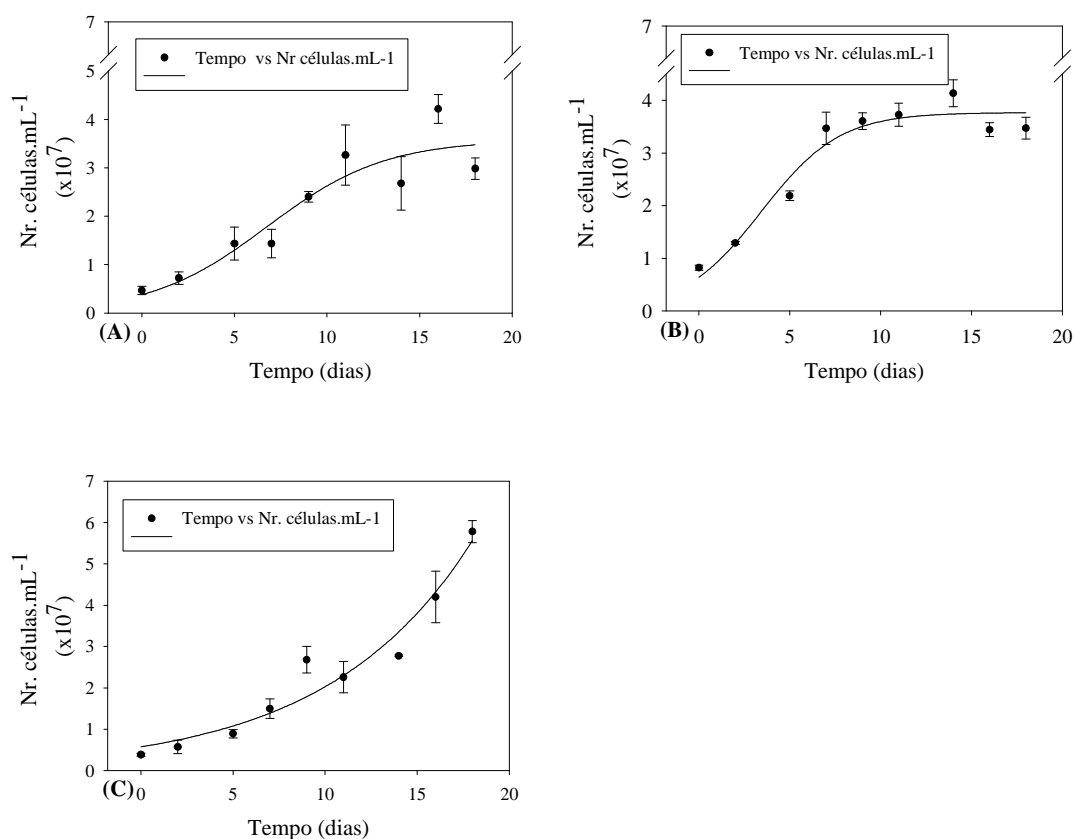 7
Tempo vs Nr células.mL-1
5
4
3
2
1
0
Nr. células.mL-1
(x107)
(A)
0 5 10 15 20
Tempo (dias)
7
Tempo vs Nr. células.mL-1
4
3
2
1
0
Nr. células.mL-1
(x107)
(B)
0 5 10 15 20
Tempo (dias)
7
6
5
4
3
2
1
0
Tempo vs Nr. células.mL-1
Nr. células.mL-1
(x107)
(C)
0 5 10 15 20
Tempo (dias)